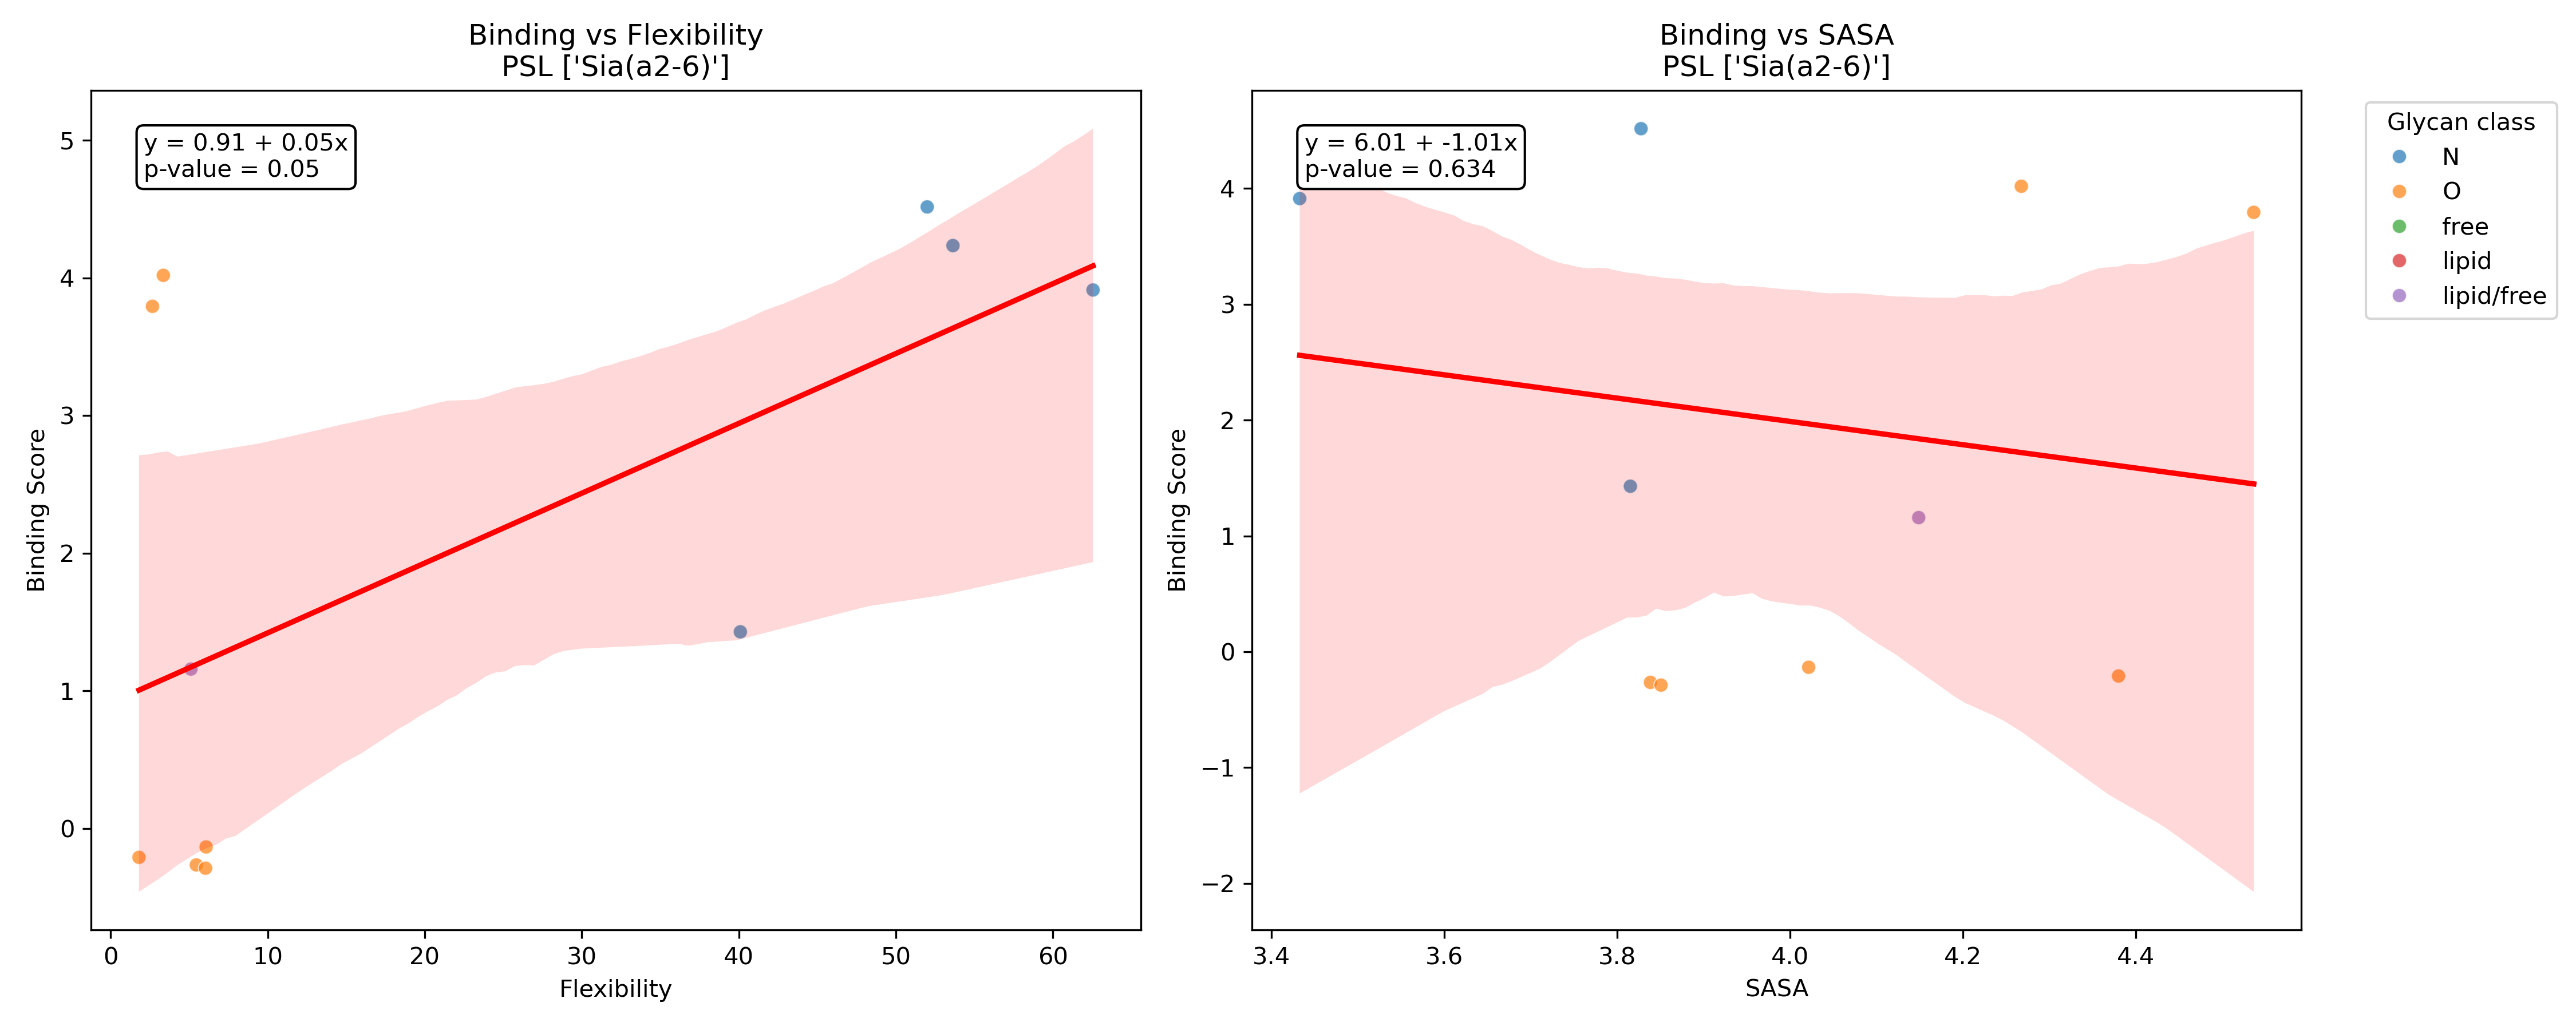 Binding vs Flexibility
PSL ['Sia(a2-6)']
y = 0.91 + 0.05x
p-value = 0.05
Binding Score
5
4
3
2
1
0
0 10 20 30 40 50 60
Flexibility
Binding vs SASA
PSL ['Sia(a2-6)']
y = 6.01 + -1.01x
p-value = 0.634
Binding Score
4
3
2
1
0
−1
−2
3.4 3.6 3.8 4.0 4.2 4.4
SASA
Glycan class
N
O
free
lipid
lipid/free